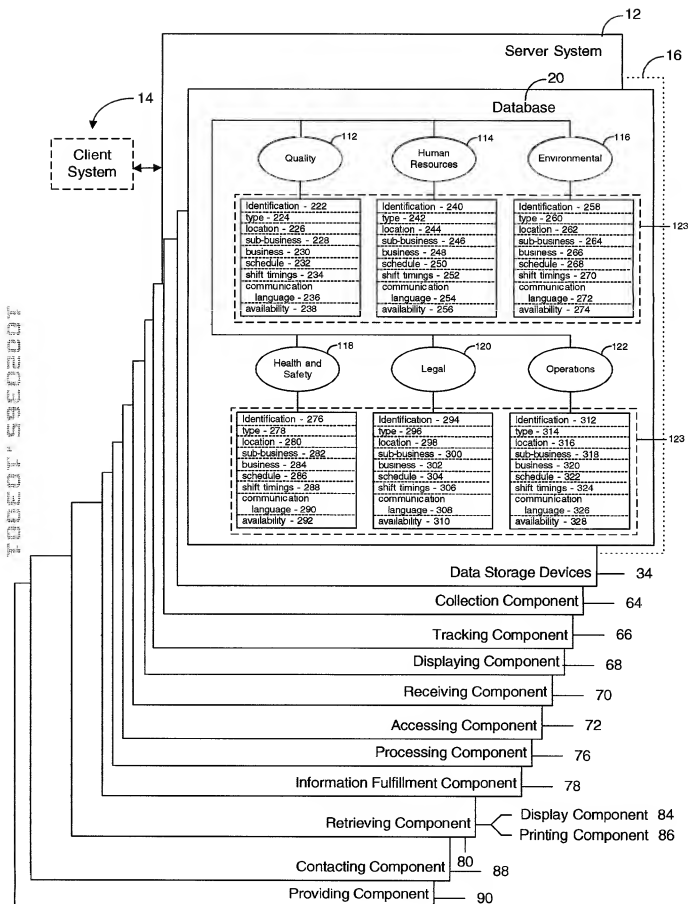 12
Server System
16
20
Database
14
Client
System
112
Quality
114
Human
Resources
116
Environmental
Identification - 222
type - 224
location - 226
sub-business - 228
business - 230
schedule - 232
shift timings - 234
communication
language - 236
availability - 238
Identification - 240
type - 242
location - 244
sub-business - 246
business - 248
schedule - 250
shift timings - 252
communication
language - 254
availability - 256
Identification - 258
type - 260
location - 262
sub-business - 264
business - 266
schedule - 268
shift timings - 270
communication
language - 272
availability - 274
123
118
Health and
Safety
120
Legal
122
Operations
Identification - 276
type - 278
location - 280
sub-business - 282
business - 284
schedule - 286
shift timings - 288
communication
language - 290
availability - 292
Identification - 294
type - 296
location - 298
sub-business - 300
business - 302
schedule - 304
shift timings - 306
communication
language - 308
availability - 310
Identification - 312
type - 314
location - 316
sub-business - 318
business - 320
schedule - 322
shift timings - 324
communication
language - 326
availability - 328
123
Data Storage Devices 34
Collection Component 64
Tracking Component 66
Displaying Component 68
Receiving Component 70
Accessing Component 72
Processing Component 76
Information Fulfillment Component 78
Retrieving Component
80
Display Component 84
Printing Component 86
Contacting Component 88
Providing Component 90